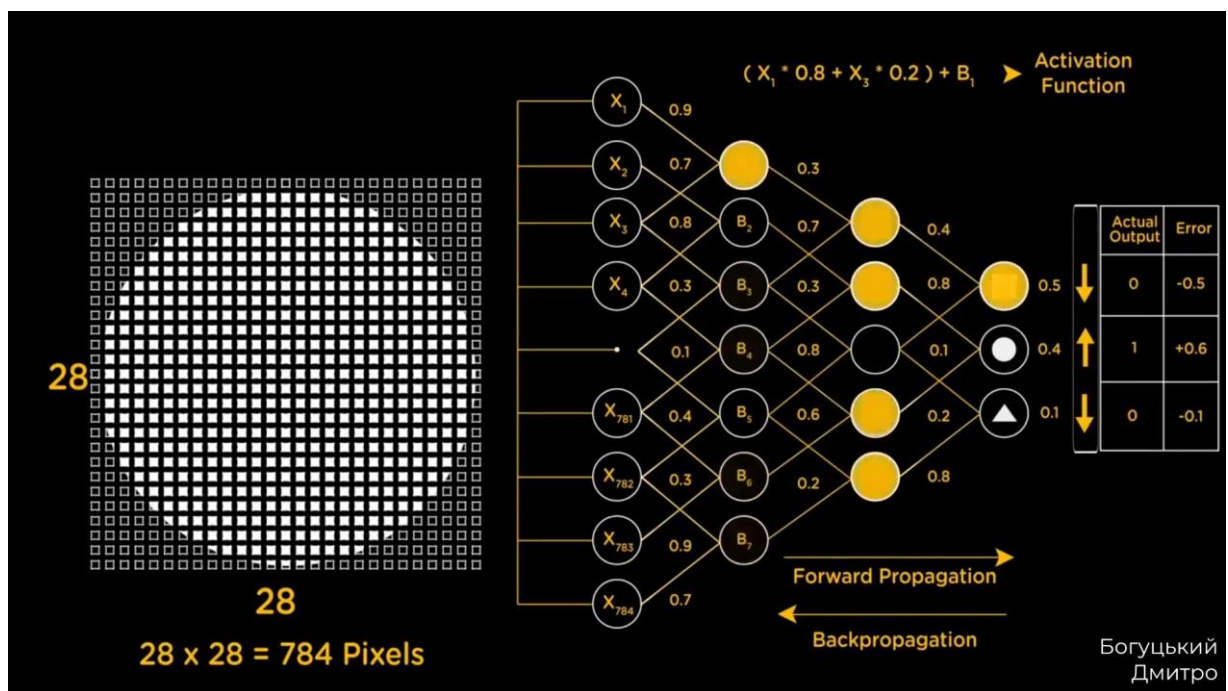 ( X1 * 0.8 + X3 * 0.2 ) + B1
Activation
Function
28
28
28 x 28 = 784 Pixels
X1
X2
X3
X4
X781
X782
X783
X784
0.9
0.7
0.8
0.3
0.1
0.4
0.3
0.9
0.7
B2
B3
B4
B5
B6
B7
0.3
0.7
0.3
0.8
0.6
0.2
0.4
0.8
0.1
0.2
0.8
0.5
0.4
0.1
Actual
Output
Error
0 -0.5
1 +0.6
0 -0.1
Forward Propagation
Backpropagation
Богуцький
Дмитро